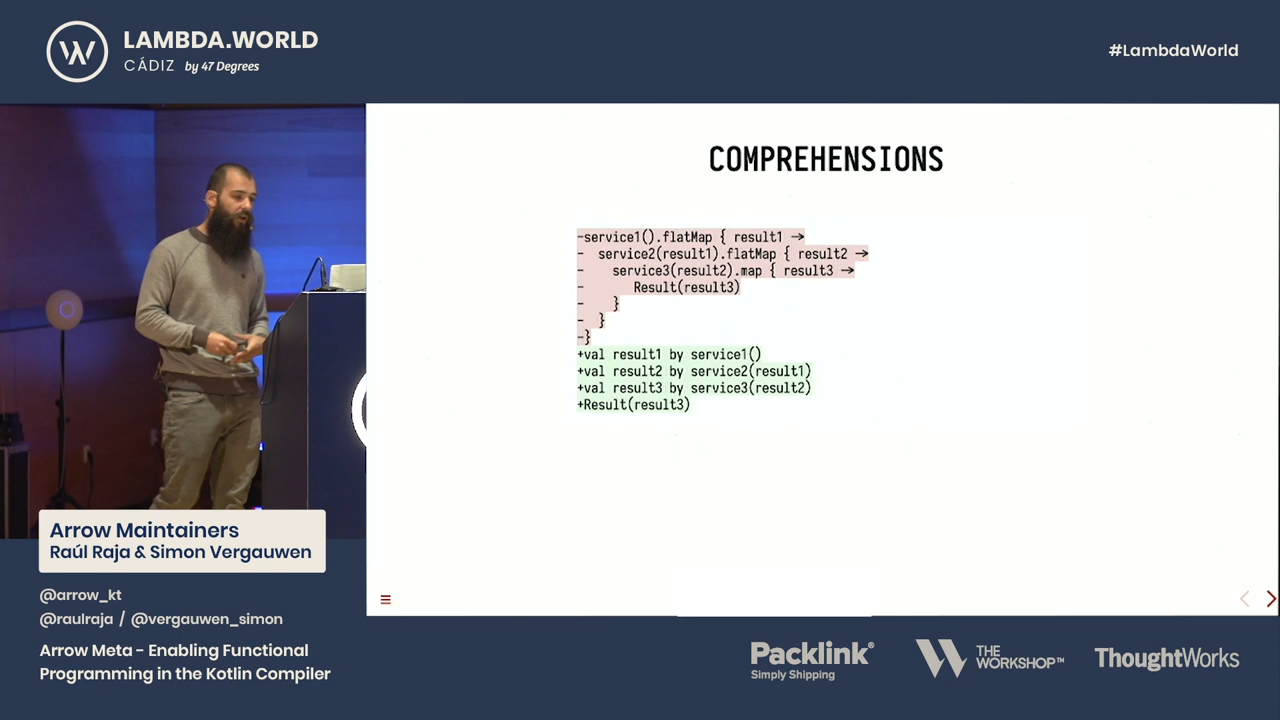 LAMBDA.WORLD
CÁDIZ by 47 Degrees
#LambdaWorld
COMPREHENSIONS
-service1().flatMap { result1 →
-  service2(result1).flatMap { result2 →
-    service3(result2).map { result3 →
-       Result(result3)
-    }
-  }
-}
+val result1 by service1()
+val result2 by service2(result1)
+val result3 by service3(result2)
+Result(result3)
Arrow Maintainers
Raúl Raja & Simon Vergauwen
@arrow_kt
@raulraja / @vergauwen_simon
Arrow Meta - Enabling Functional
Programming in the Kotlin Compiler
Packlink®
Simply Shipping
THE
WORKSHOP™
ThoughtWorks